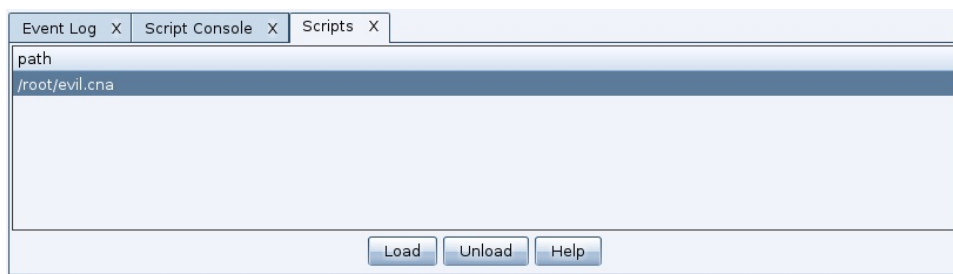 Event Log X Script Console X Scripts X
path
/root/evil.cna
Load Unload Help